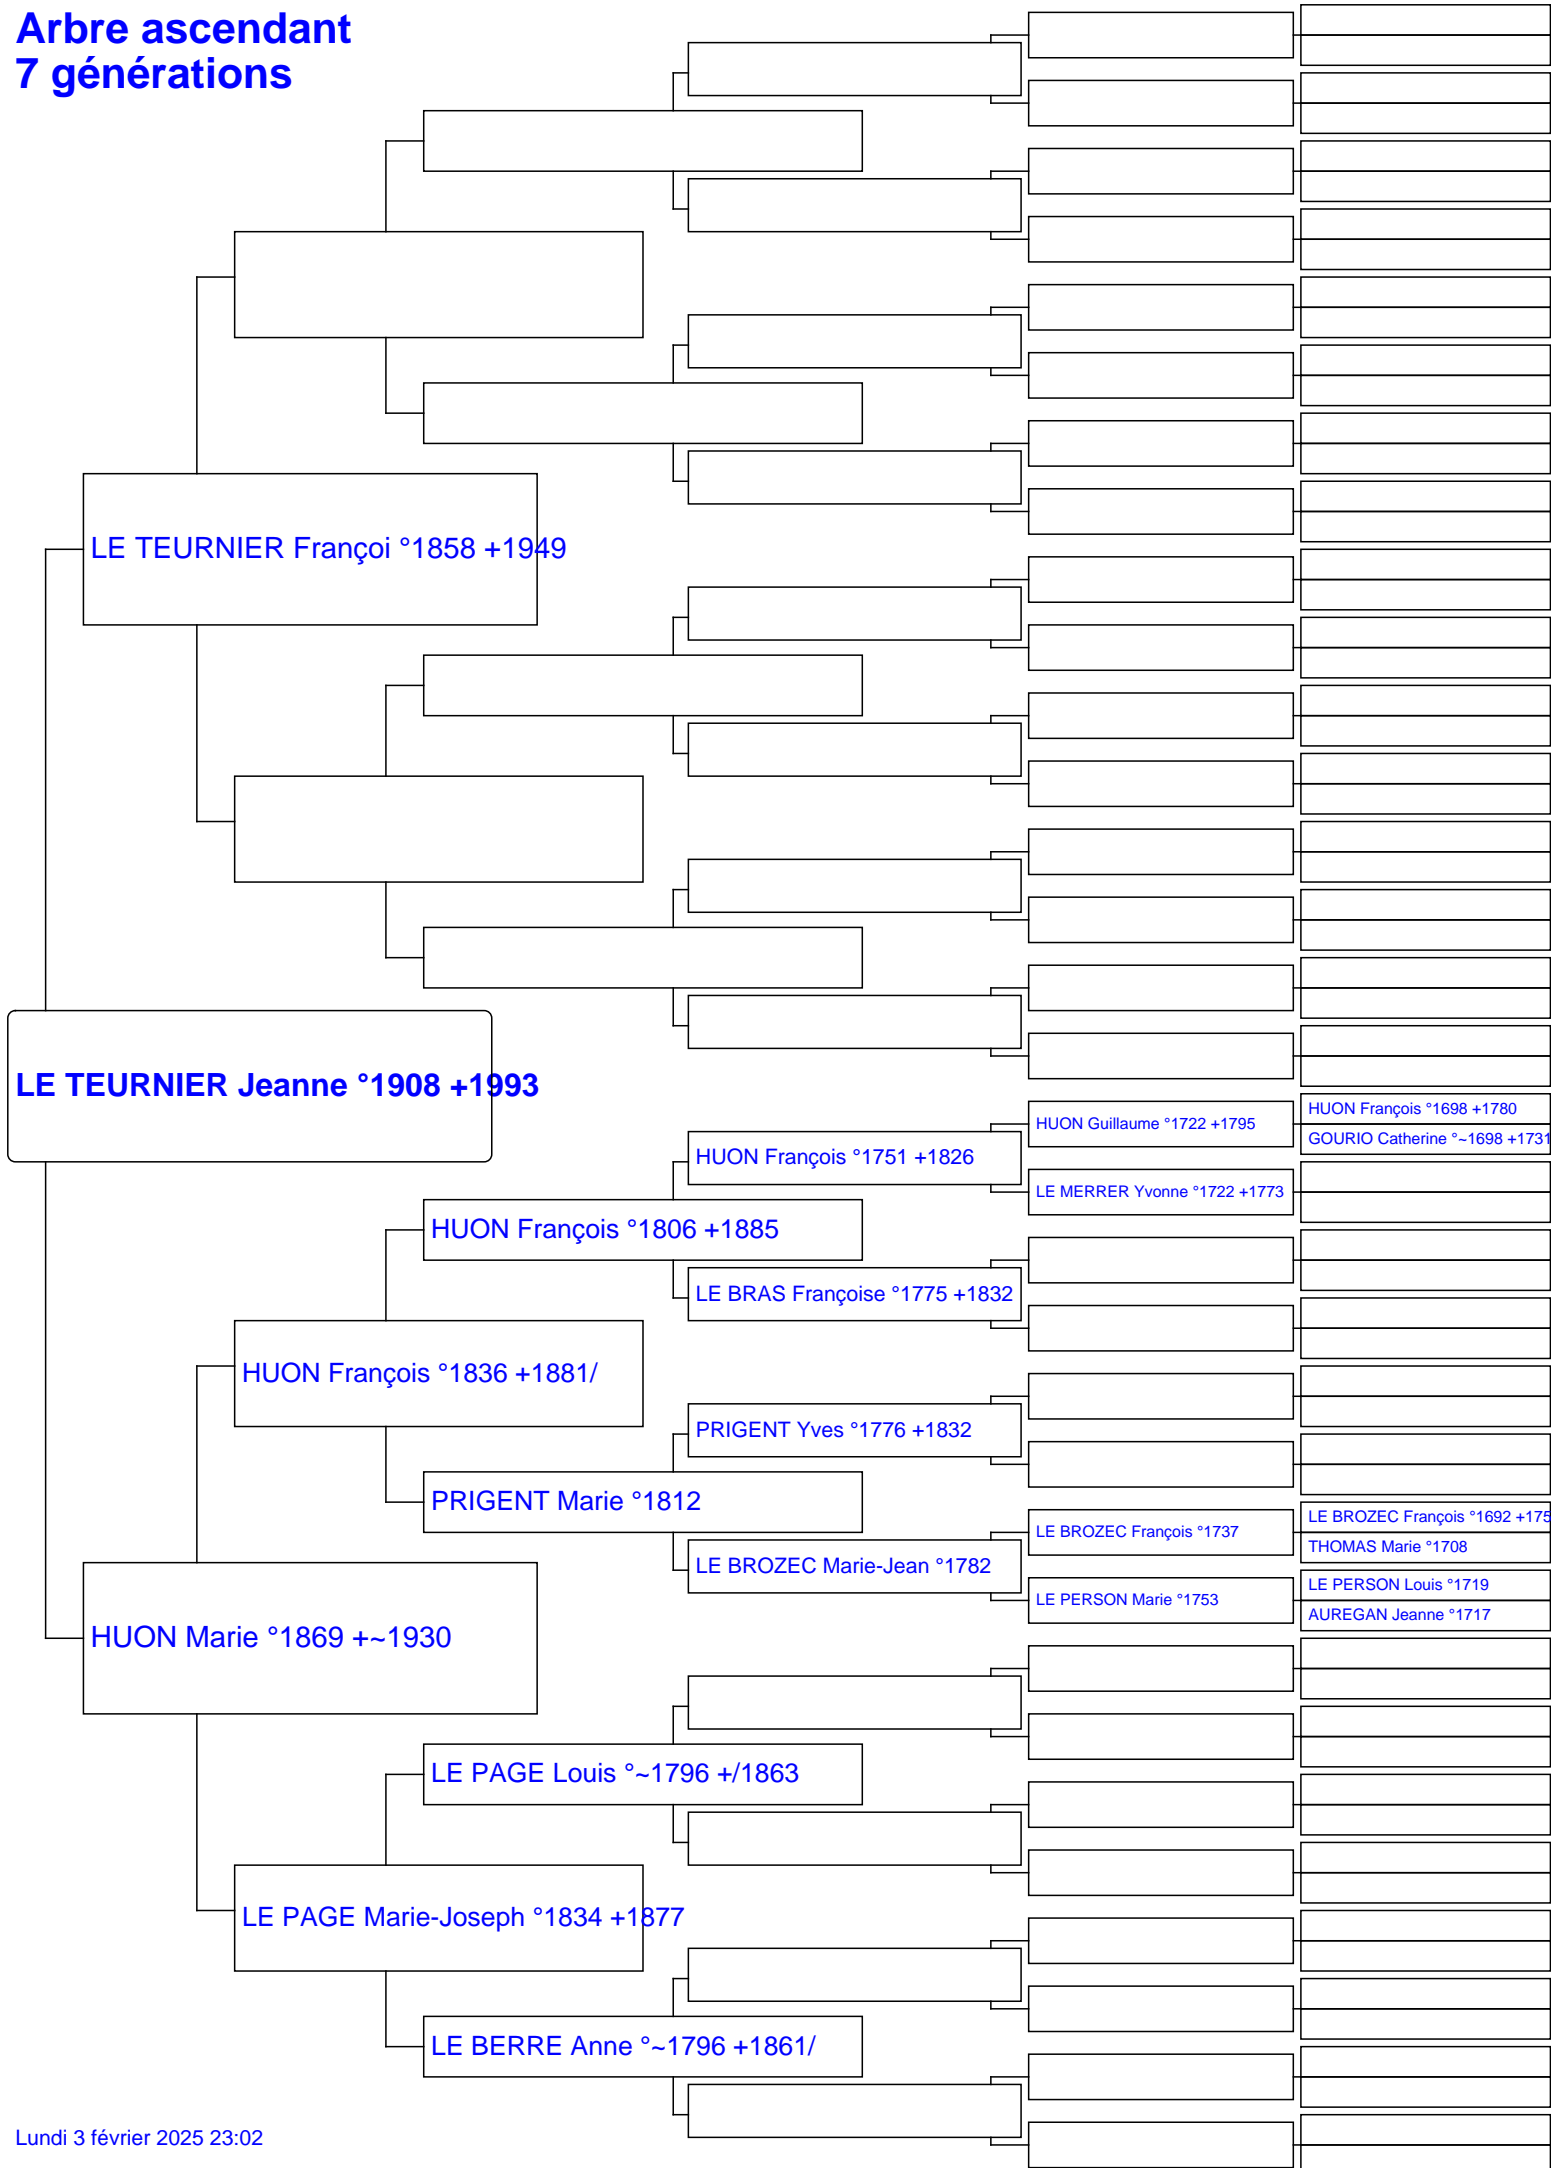 Arbre ascendant
7 générations
LE TEURNIER Françoi °1858 +1949
LE TEURNIER Jeanne °1908 +1993
HUON François °1698 +1780
HUON Guillaume °1722 +1795
GOURIO Catherine °~1698 +1731
HUON François °1751 +1826
LE MERRER Yvonne °1722 +1773
HUON François °1806 +1885
LE BRAS Françoise °1775 +1832
HUON François °1836 +1881/
PRIGENT Yves °1776 +1832
PRIGENT Marie °1812
LE BROZEC François °1692 +175
LE BROZEC François °1737
THOMAS Marie °1708
LE BROZEC Marie-Jean °1782
LE PERSON Louis °1719
LE PERSON Marie °1753
AUREGAN Jeanne °1717
HUON Marie °1869 +~1930
LE PAGE Louis °~1796 +/1863
LE PAGE Marie-Joseph °1834 +1877
LE BERRE Anne °~1796 +1861/
Lundi 3 février 2025 23:02